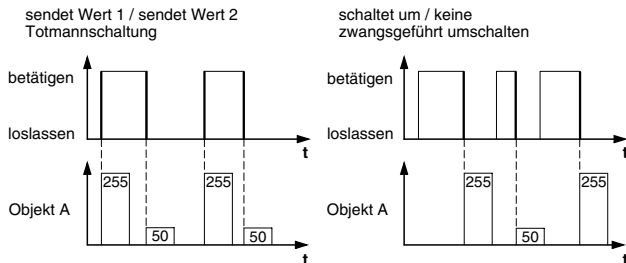 sendet Wert 1 / sendet Wert 2
Totmannschaltung
betätigen
loslassen
t
255
255
Objekt A
50
50
t
schaltet um / keine
zwangsgeführt umschalten
betätigen
loslassen
t
255
255
Objekt A
50
t